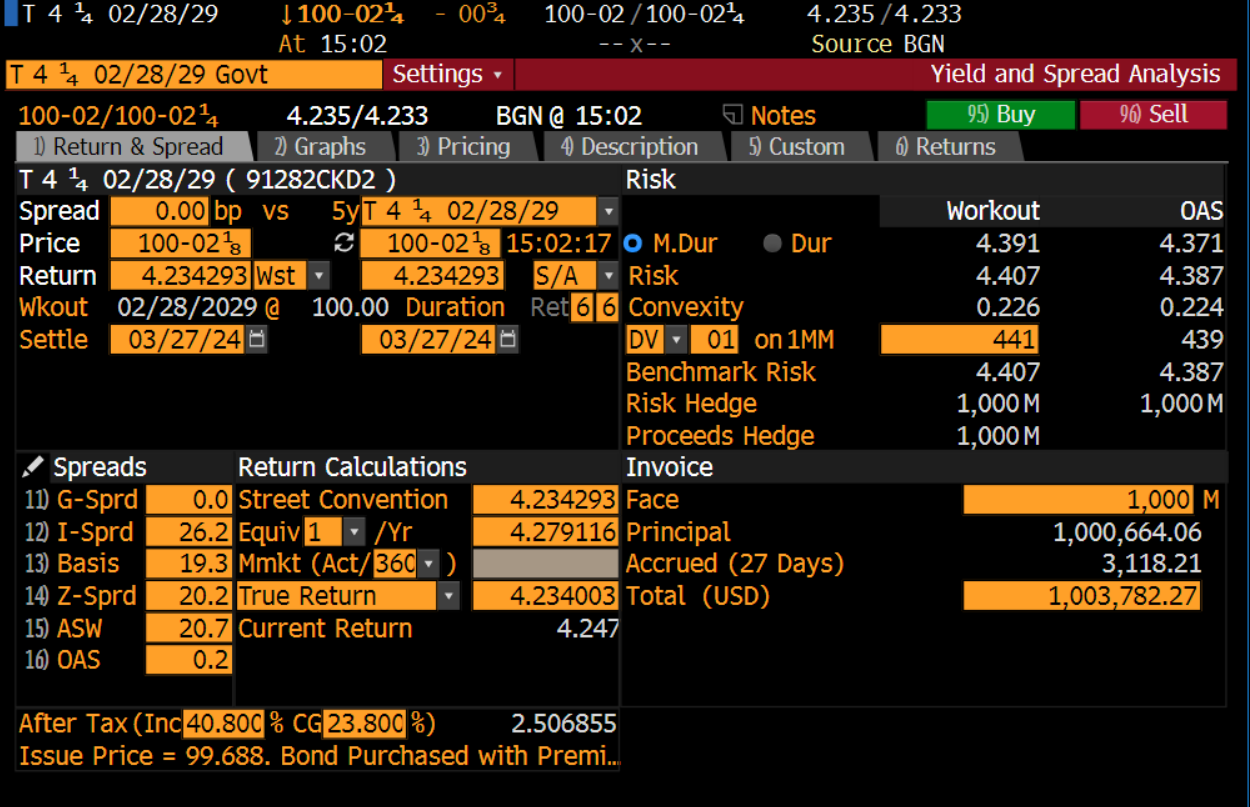 T 4 ¼ 02/28/29 ↓100-02¼ - 00¾ 100-02 / 100-02¼ 4.235 / 4.233
At 15:02 -- x -- Source BGN
T 4 ¼ 02/28/29 Govt Settings Yield and Spread Analysis
100-02/100-02¼ 4.235/4.233 BGN @ 15:02 Notes 95) Buy 96) Sell
1) Return & Spread 2) Graphs 3) Pricing 4) Description 5) Custom 6) Returns
T 4 ¼ 02/28/29 ( 91282CKD2 ) Risk
Workout OAS
Spread 0.00 bp vs 5y T 4 ¼ 02/28/29
Price 100-02⅛ 100-02⅛ 15:02:17 M.Dur Dur 4.391 4.371
Return 4.234293 Wst 4.234293 S/A Risk 4.407 4.387
Wkout 02/28/2029 @ 100.00 Duration Ret 6 6 Convexity 0.226 0.224
Settle 03/27/24 03/27/24 DV 01 on 1MM 441 439
Benchmark Risk 4.407 4.387
Risk Hedge 1,000 M 1,000 M
Proceeds Hedge 1,000 M
Spreads Return Calculations Invoice
11) G-Sprd 0.0 Street Convention 4.234293 Face 1,000 M
12) I-Sprd 26.2 Equiv 1 /Yr 4.279116 Principal 1,000,664.06
13) Basis 19.3 Mmkt (Act/ 360 ) Accrued (27 Days) 3,118.21
14) Z-Sprd 20.2 True Return 4.234003 Total (USD) 1,003,782.27
15) ASW 20.7 Current Return 4.247
16) OAS 0.2
After Tax (Inc 40.800 % CG 23.800 %) 2.506855
Issue Price = 99.688. Bond Purchased with Premi...